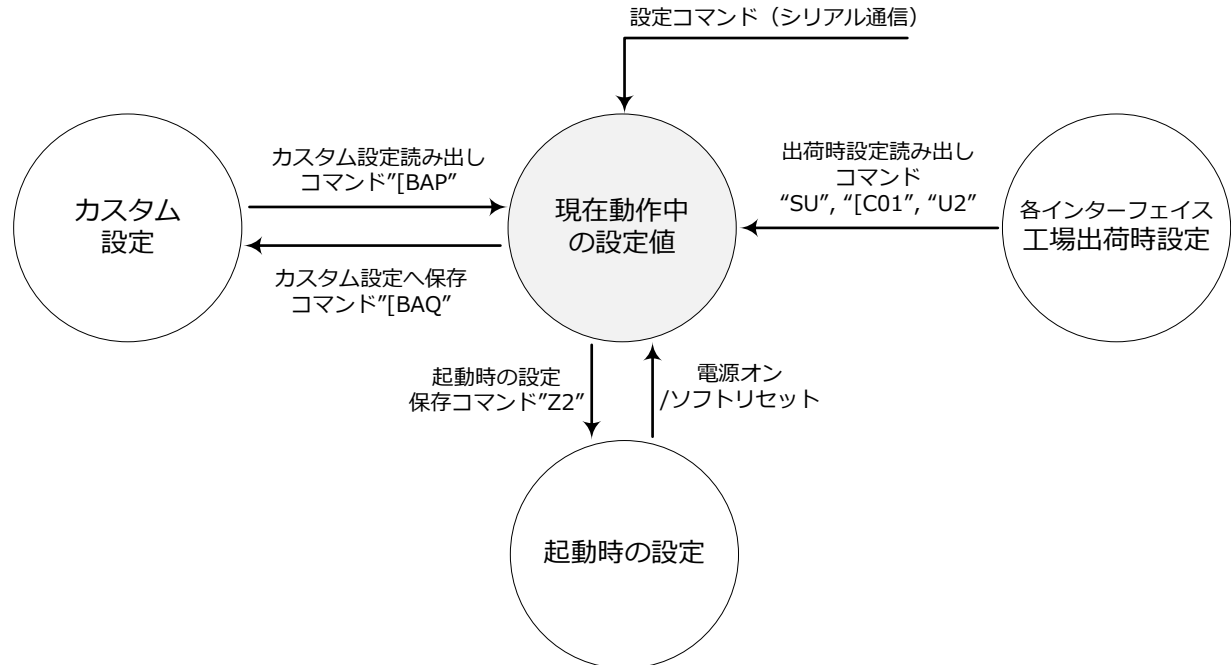 設定コマンド（シリアル通信）
カスタム設定読み出し
コマンド”[BAP”
カスタム
設定
カスタム設定へ保存
コマンド”[BAQ”
現在動作中
の設定値
出荷時設定読み出し
コマンド
“SU”, “[C01”, “U2”
各インターフェイス
工場出荷時設定
起動時の設定
保存コマンド”Z2”
電源オン
/ソフトリセット
起動時の設定